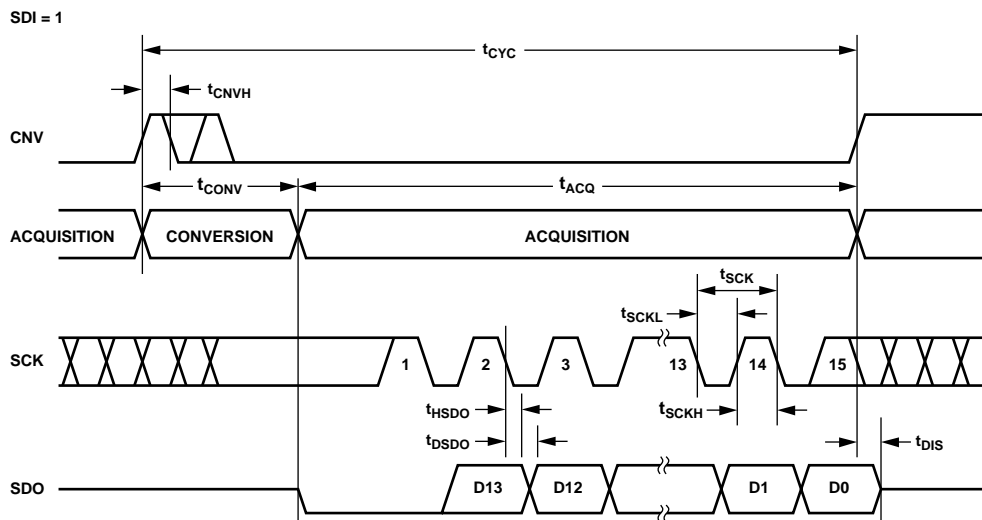 SDI = 1
tCYC
tCNVH
CNV
tCONV
tACQ
ACQUISITION
CONVERSION
ACQUISITION
tSCK
tSCKL
SCK
1
2
3
13
14
15
tHSDO
tSCKH
tDSDO
tDIS
SDO
D13
D12
D1
D0